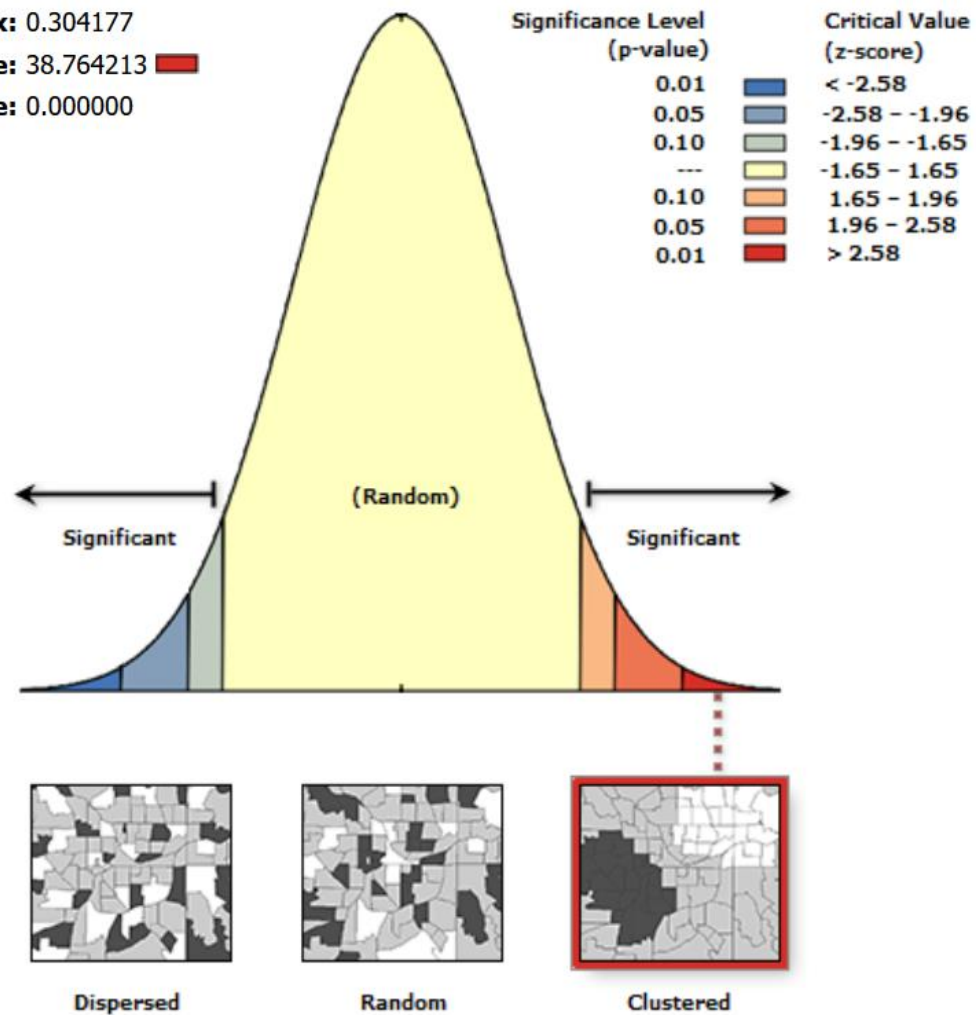 x: 0.304177
e: 38.764213
e: 0.000000
Significance Level
(p-value)
Critical Value
(z-score)
0.01 < -2.58
0.05 -2.58 – -1.96
0.10 -1.96 – -1.65
--- -1.65 – 1.65
0.10 1.65 – 1.96
0.05 1.96 – 2.58
0.01 > 2.58
(Random)
Significant
Significant
Dispersed
Random
Clustered